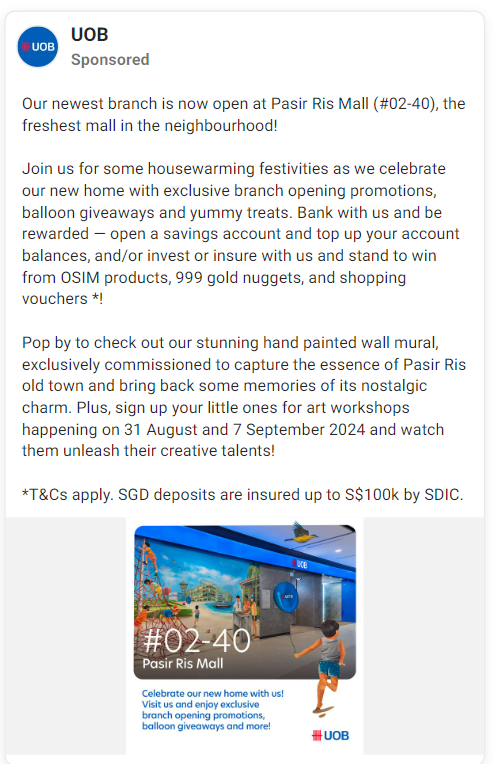 UOB
UOB
Sponsored
Our newest branch is now open at Pasir Ris Mall (#02-40), the
freshest mall in the neighbourhood!
Join us for some housewarming festivities as we celebrate
our new home with exclusive branch opening promotions,
balloon giveaways and yummy treats. Bank with us and be
rewarded — open a savings account and top up your account
balances, and/or invest or insure with us and stand to win
from OSIM products, 999 gold nuggets, and shopping
vouchers *!
Pop by to check out our stunning hand painted wall mural,
exclusively commissioned to capture the essence of Pasir Ris
old town and bring back some memories of its nostalgic
charm. Plus, sign up your little ones for art workshops
happening on 31 August and 7 September 2024 and watch
them unleash their creative talents!
*T&Cs apply. SGD deposits are insured up to S$100k by SDIC.
UOB
UOB
#02-40
Pasir Ris Mall
Celebrate our new home with us!
Visit us and enjoy exclusive
branch opening promotions,
balloon giveaways and more!
UOB